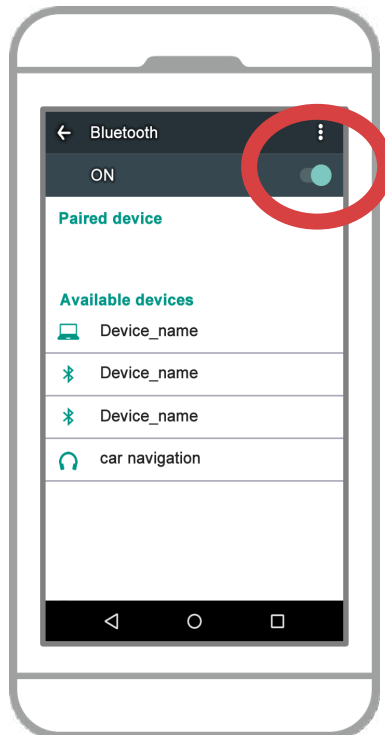 Bluetooth
ON
Paired device
Available devices
Device_name
Device_name
Device_name
car navigation